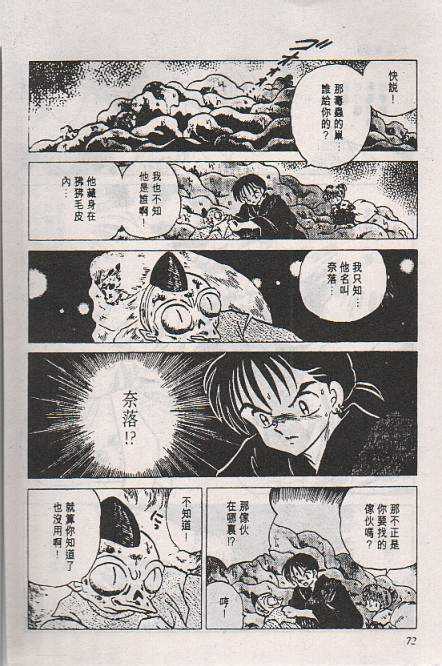 快説！
那毒蟲的巢…
誰給你的？
我也不知
他是誰啊！
他藏身在
狒狒毛皮
內…
我只知…
他名叫
奈落…
奈落!?
那不正是
你要找的
傢伙嗎？
那傢伙
在哪裏!?
哼！
不知道！
就算你知道了
也沒用啊！
72